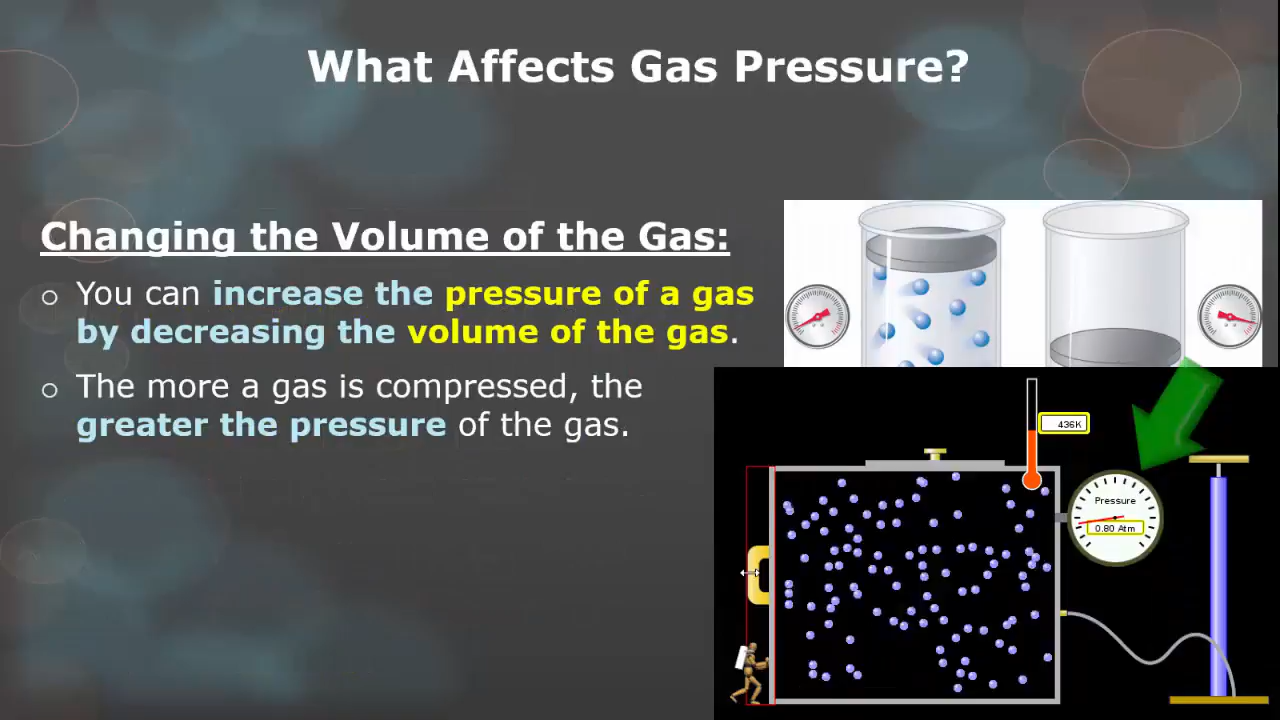 What Affects Gas Pressure?
Changing the Volume of the Gas:
You can increase the pressure of a gas
by decreasing the volume of the gas.
The more a gas is compressed, the
greater the pressure of the gas.
436K
Pressure
0.80 Atm